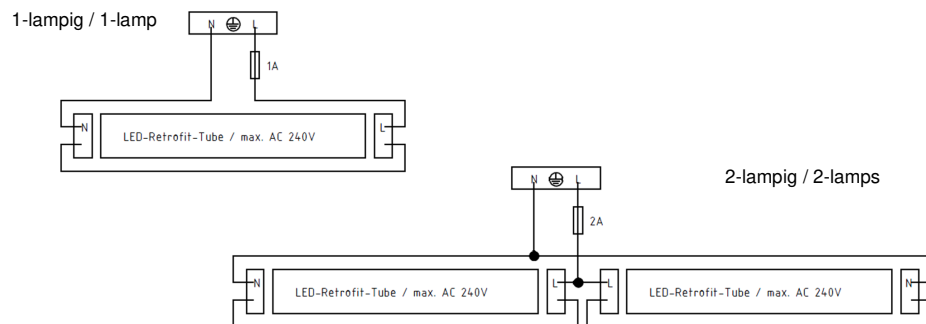 1-lampig / 1-lamp
N L
1A
N LED-Retrofit-Tube / max. AC 240V L
N L
2-lampig / 2-lamps
2A
N LED-Retrofit-Tube / max. AC 240V L L LED-Retrofit-Tube / max. AC 240V N